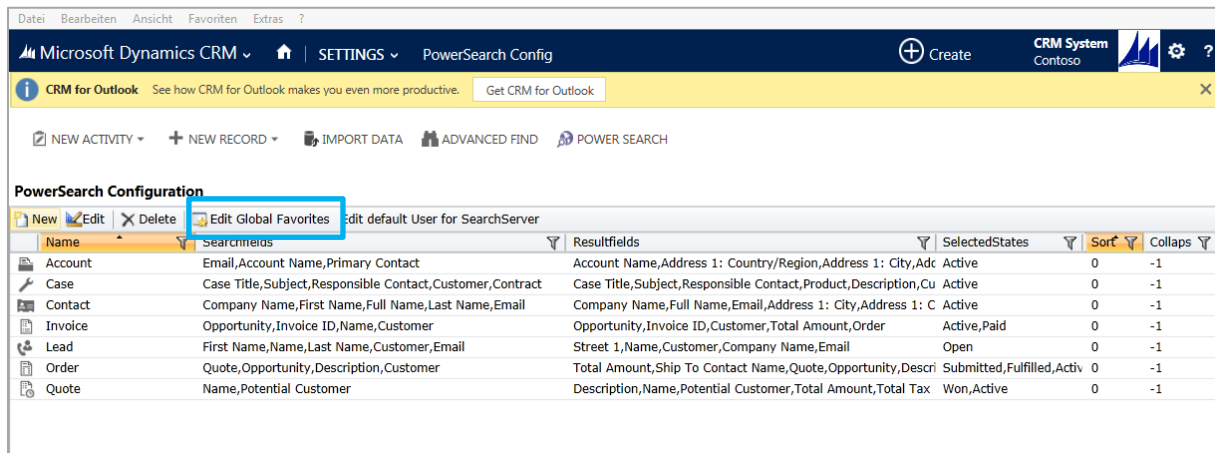 Datei Bearbeiten Ansicht Favoriten Extras ?
Microsoft Dynamics CRM SETTINGS PowerSearch Config Create CRM System ?
Contoso
CRM for Outlook See how CRM for Outlook makes you even more productive. Get CRM for Outlook
NEW ACTIVITY NEW RECORD IMPORT DATA ADVANCED FIND POWER SEARCH
PowerSearch Configuration
New Edit Delete Edit Global Favorites Edit default User for SearchServer
Name Searchfields Resultfields SelectedStates Sort Collaps
Account Email,Account Name,Primary Contact Account Name,Address 1: Country/Region,Address 1: City,Adc Active 0 -1
Case Case Title,Subject,Responsible Contact,Customer,Contract Case Title,Subject,Responsible Contact,Product,Description,Cu Active 0 -1
Contact Company Name,First Name,Full Name,Last Name,Email Company Name,Full Name,Email,Address 1: City,Address 1: C Active 0 -1
Invoice Opportunity,Invoice ID,Name,Customer Opportunity,Invoice ID,Customer,Total Amount,Order Active,Paid 0 -1
Lead First Name,Name,Last Name,Customer,Email Street 1,Name,Customer,Company Name,Email Open 0 -1
Order Quote,Opportunity,Description,Customer Total Amount,Ship To Contact Name,Quote,Opportunity,Descri Submitted,Fulfilled,Activ 0 -1
Quote Name,Potential Customer Description,Name,Potential Customer,Total Amount,Total Tax Won,Active 0 -1